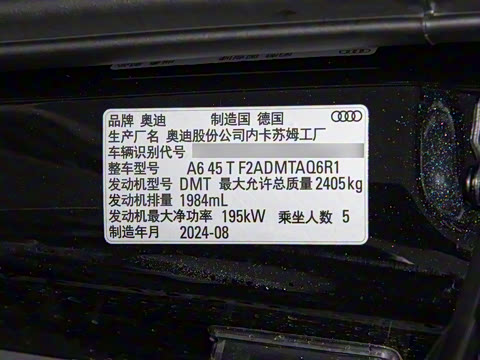 品牌 奥迪 制造国 德国
生产厂名 奥迪股份公司内卡苏姆工厂
车辆识别代号
整车型号 A6 45 T F2ADMTAQ6R1
发动机型号 DMT 最大允许总质量 2405kg
发动机排量 1984mL
发动机最大净功率 195kW 乘坐人数 5
制造年月 2024-08